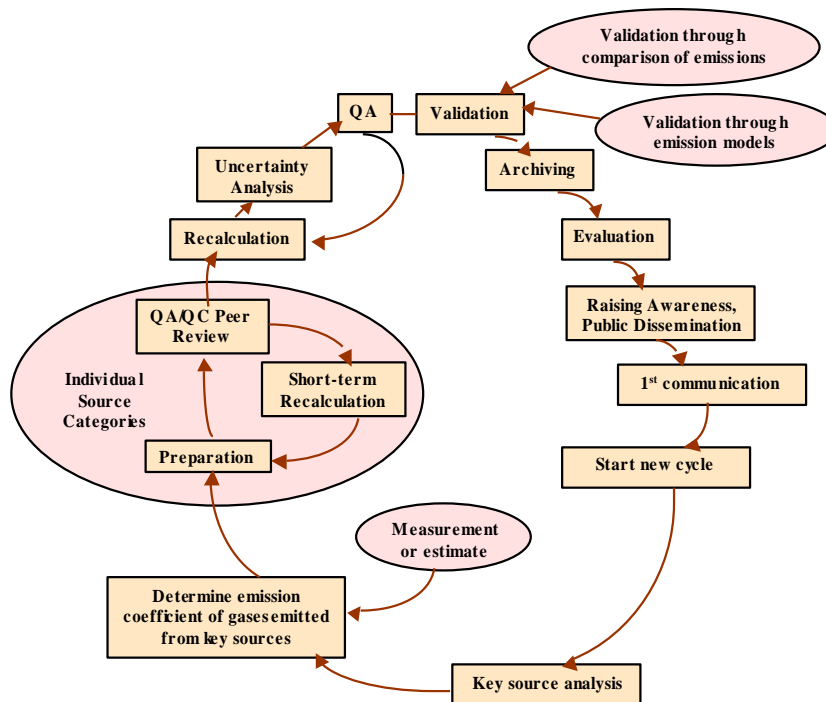 Validation through
comparison of emissions
QA
Validation
Validation through
emission models
Uncertainty
Analysis
Archiving
Recalculation
Evaluation
QA/QC Peer
Review
Raising Awareness,
Public Dissemination
Individual
Source
Categories
Short-term
Recalculation
1st communication
Preparation
Start new cycle
Measurement
or estimate
Determine emission
coefficient of gases emitted
from key sources
Key source analysis